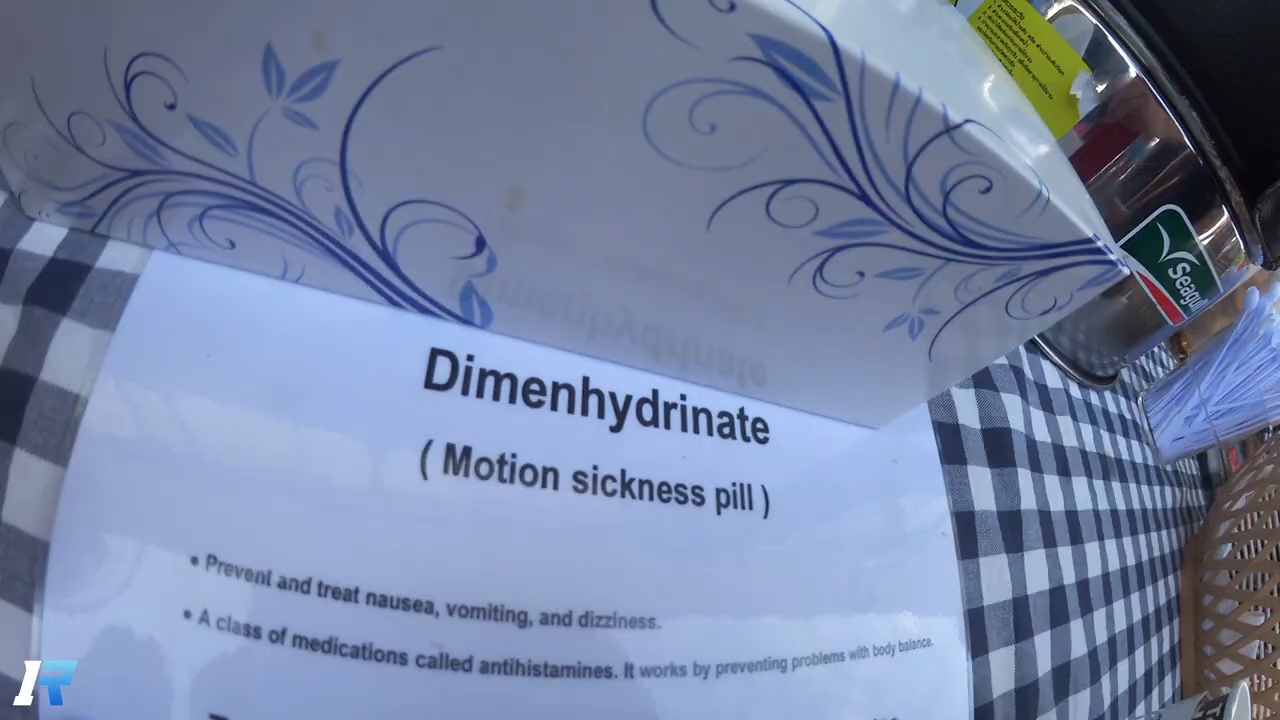 Dimenhydrinate
( Motion sickness pill )
• Prevent and treat nausea, vomiting, and dizziness.
• A class of medications called antihistamines. It works by preventing problems with body balance.
Seagull